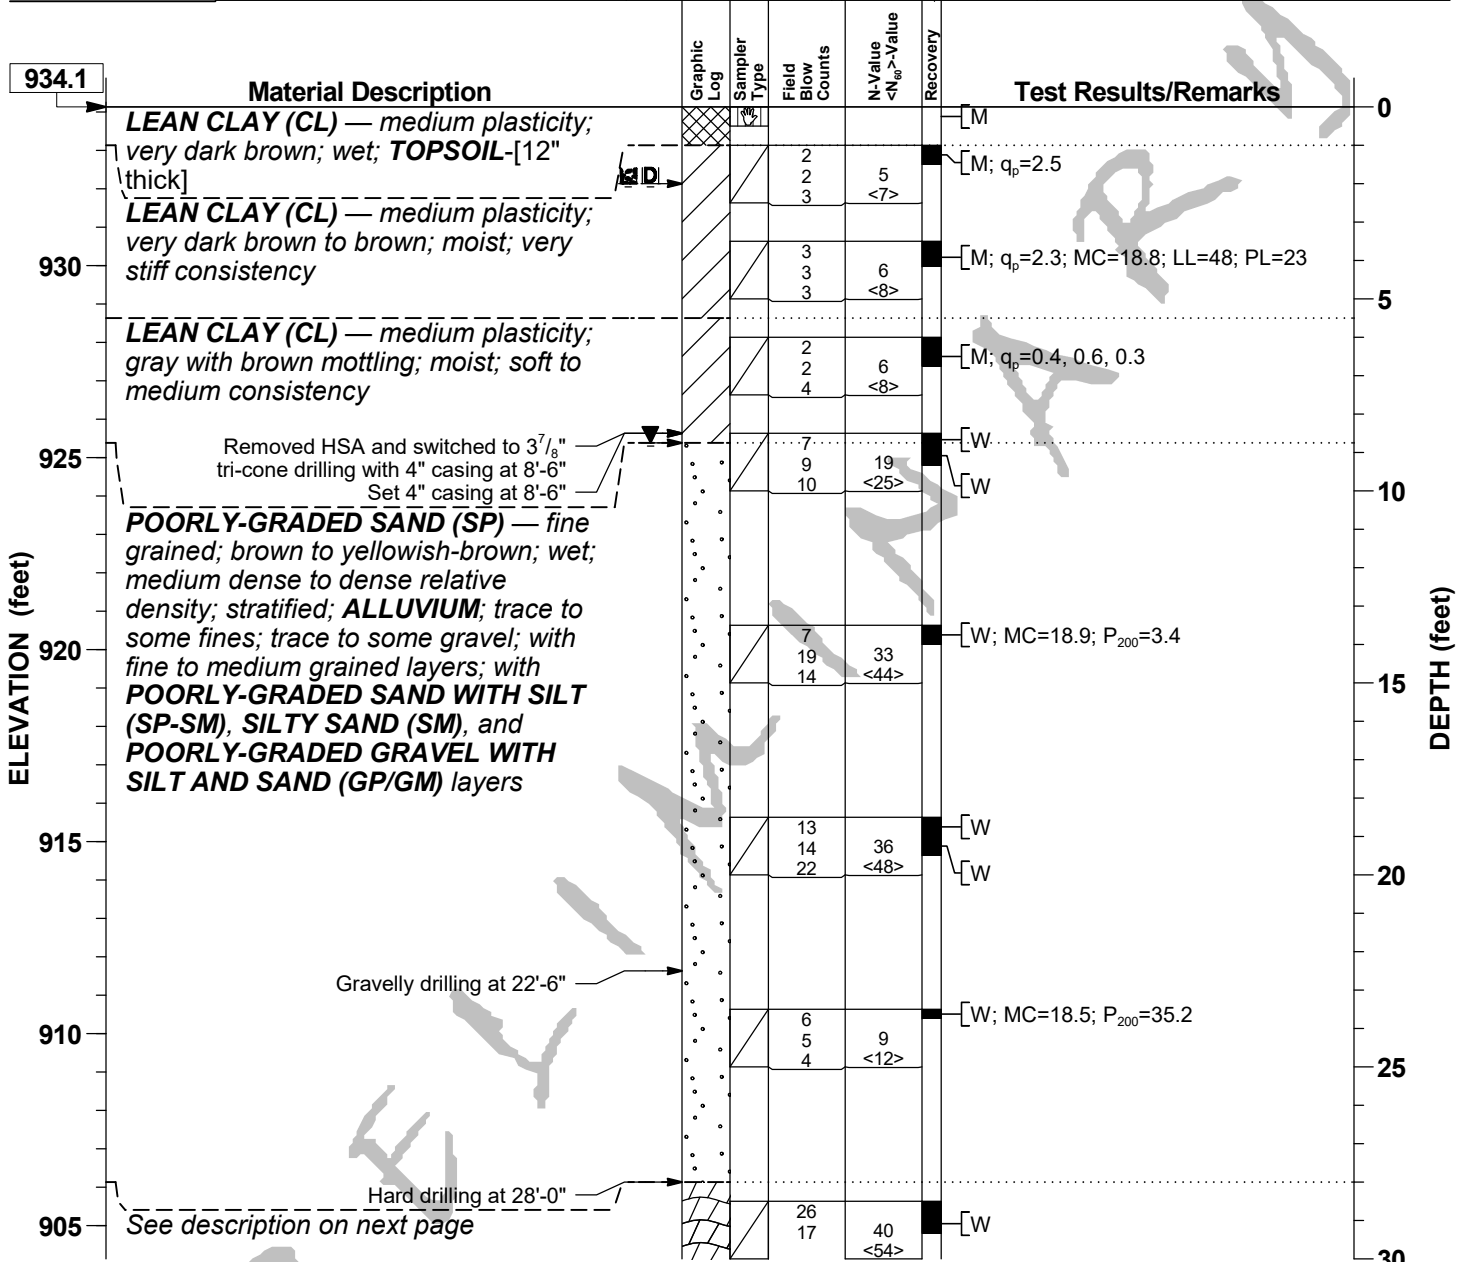 934.1
Material Description
Graphic Log
Sampler Type
Field Blow Counts
N-Value <N₆₀>-Value
Recovery
Test Results/Remarks
0
LEAN CLAY (CL) — medium plasticity;
very dark brown; wet; TOPSOIL-[12"
thick]
[M
2
2
3
5
<7>
[M; qₚ=2.5
LEAN CLAY (CL) — medium plasticity;
very dark brown to brown; moist; very
stiff consistency
930
3
3
3
6
<8>
[M; qₚ=2.3; MC=18.8; LL=48; PL=23
5
LEAN CLAY (CL) — medium plasticity;
gray with brown mottling; moist; soft to
medium consistency
2
2
4
6
<8>
[M; qₚ=0.4, 0.6, 0.3
Removed HSA and switched to 3⁷/₈"
tri-cone drilling with 4" casing at 8'-6"
Set 4" casing at 8'-6"
925
7
9
10
19
<25>
[W
[W
10
POORLY-GRADED SAND (SP) — fine
grained; brown to yellowish-brown; wet;
medium dense to dense relative
density; stratified; ALLUVIUM; trace to
some fines; trace to some gravel; with
fine to medium grained layers; with
POORLY-GRADED SAND WITH SILT
(SP-SM), SILTY SAND (SM), and
POORLY-GRADED GRAVEL WITH
SILT AND SAND (GP/GM) layers
ELEVATION (feet)
DEPTH (feet)
920
7
19
14
33
<44>
[W; MC=18.9; P₂₀₀=3.4
15
915
13
14
22
36
<48>
[W
[W
20
Gravelly drilling at 22'-6"
910
6
5
4
9
<12>
[W; MC=18.5; P₂₀₀=35.2
25
Hard drilling at 28'-0"
905
See description on next page
26
17
40
<54>
[W
30
E L I M I N A R Y